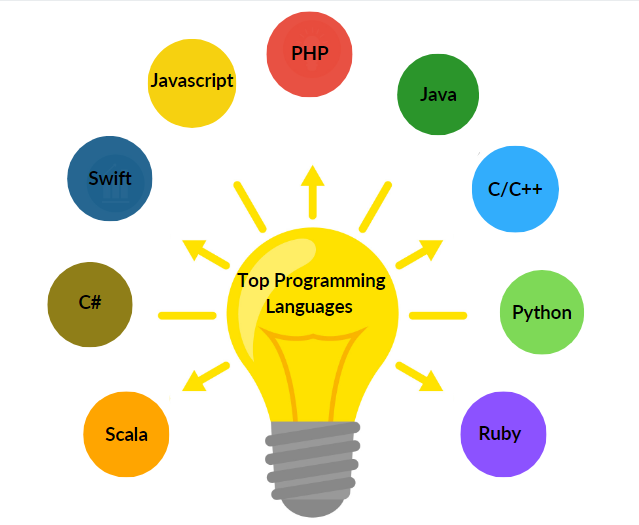 PHP
Javascript
Java
Swift
C/C++
Top Programming
Languages
C#
Python
Scala
Ruby